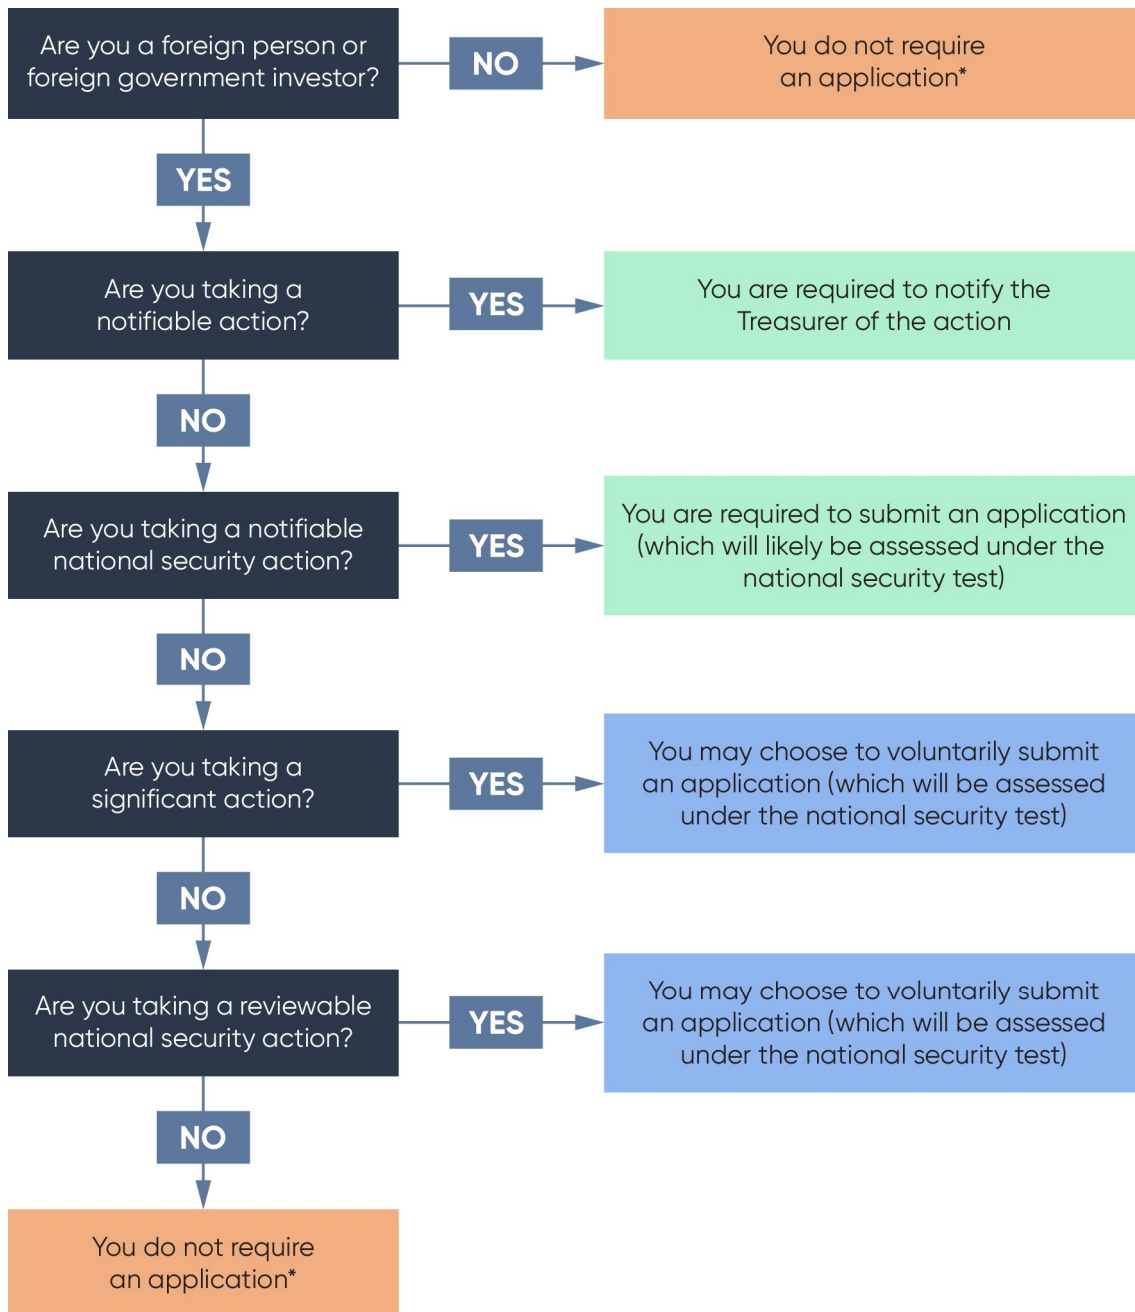 Are you a foreign person or
foreign government investor?
NO
You do not require
an application*
YES
Are you taking a
notifiable action?
YES
You are required to notify the
Treasurer of the action
NO
Are you taking a notifiable
national security action?
YES
You are required to submit an application
(which will likely be assessed under the
national security test)
NO
Are you taking a
significant action?
YES
You may choose to voluntarily submit
an application (which will be assessed
under the national security test)
NO
Are you taking a reviewable
national security action?
YES
You may choose to voluntarily submit
an application (which will be assessed
under the national security test)
NO
You do not require
an application*